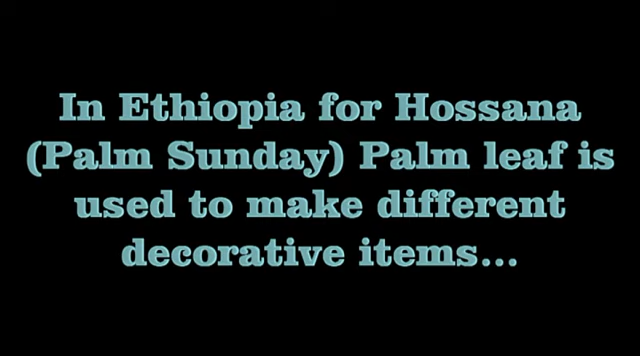 In Ethiopia for Hossana
(Palm Sunday) Palm leaf is
used to make different
decorative items...